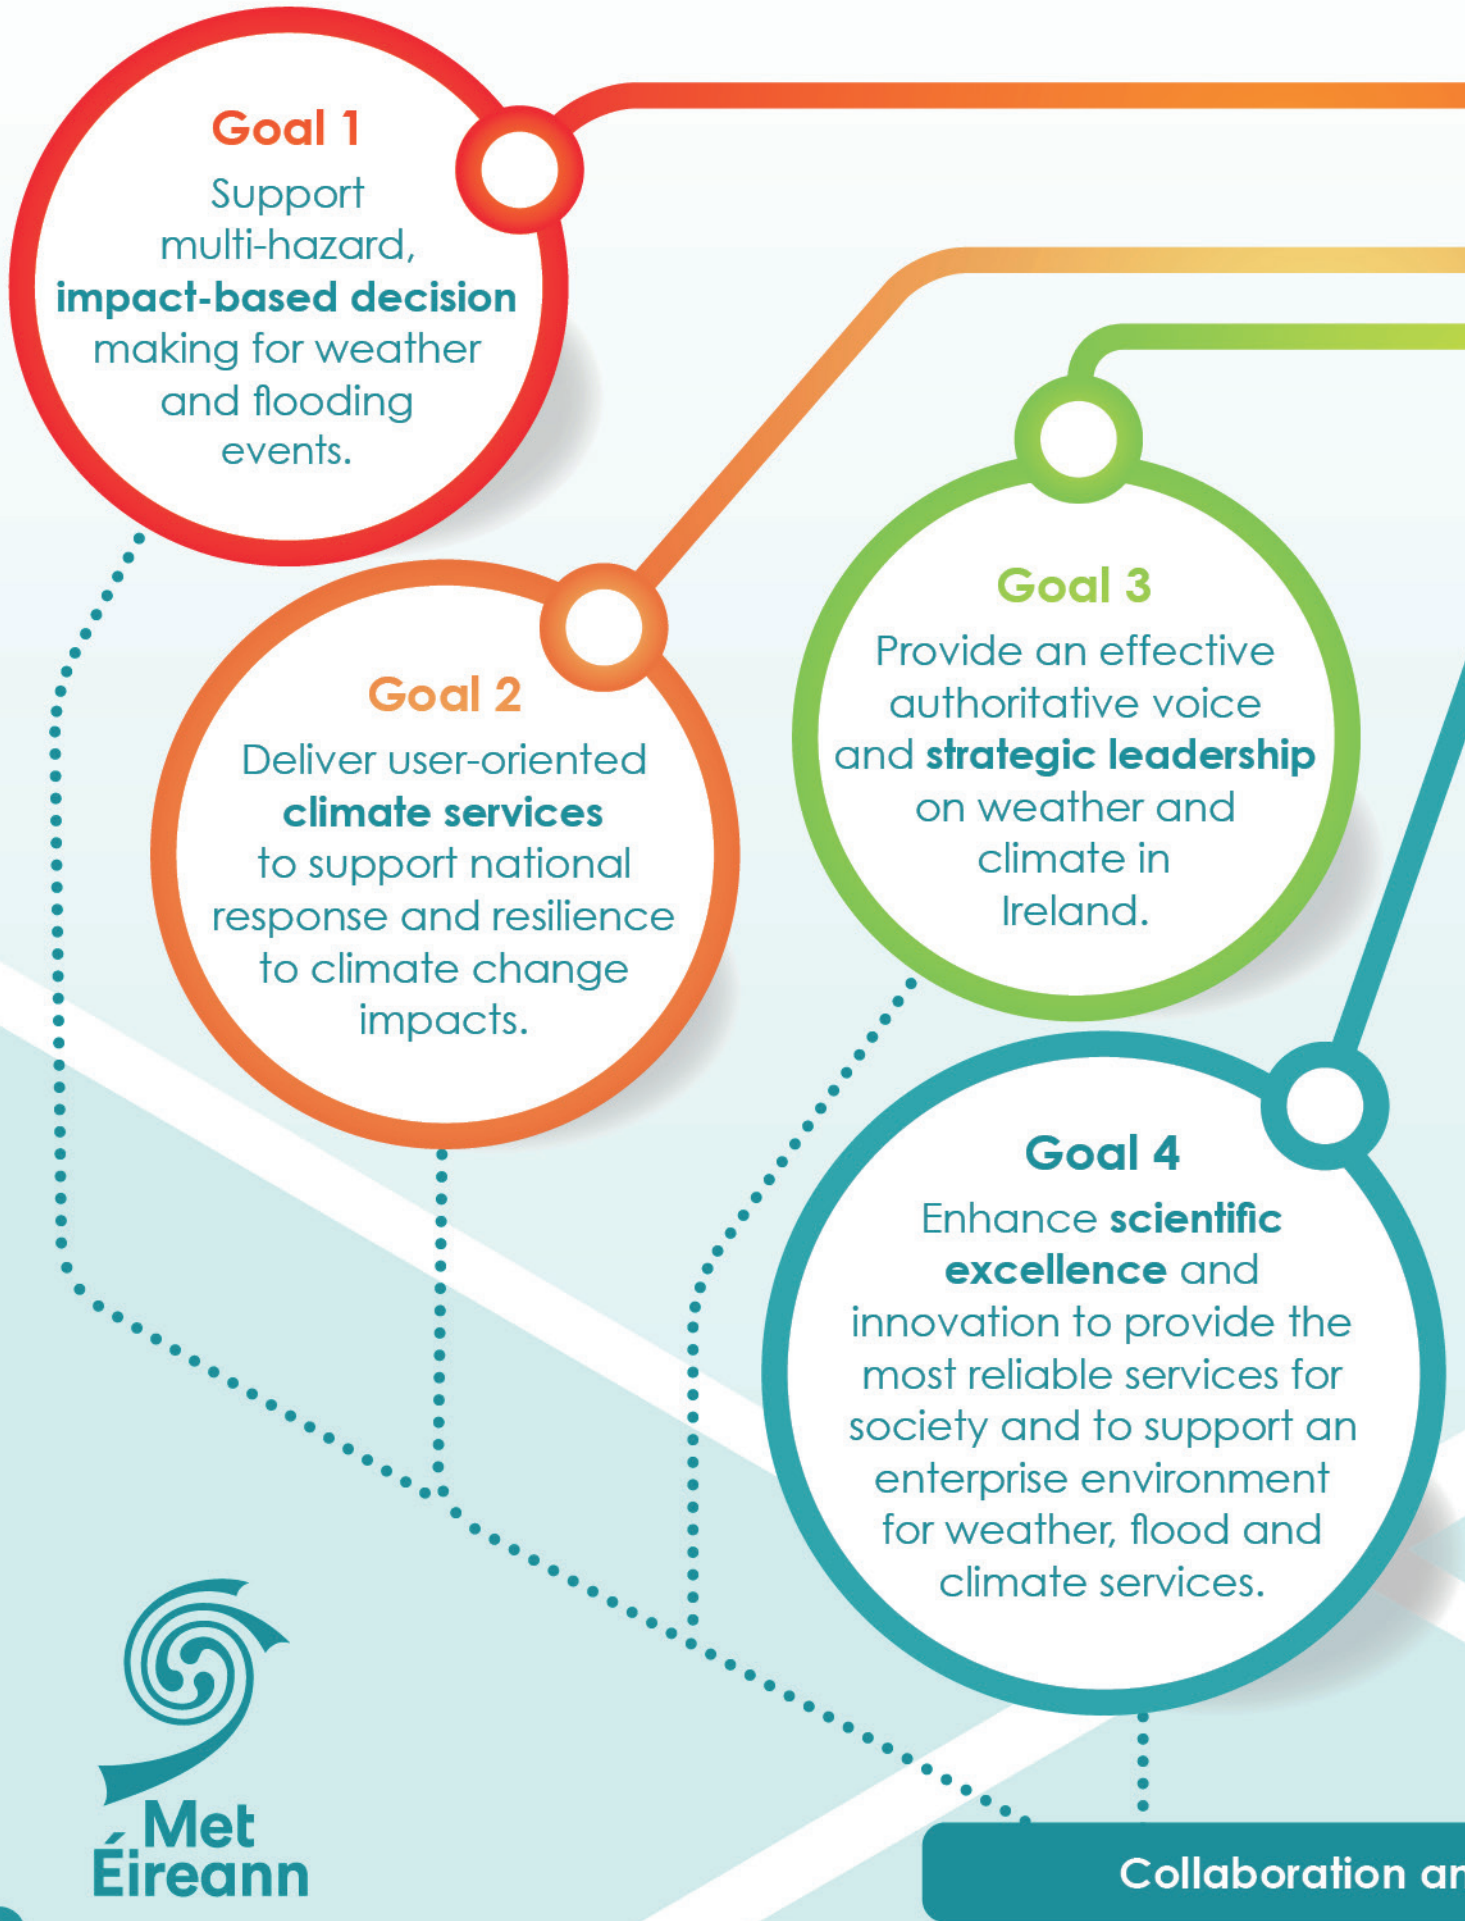 Goal 1
Support
multi-hazard,
impact-based decision
making for weather
and flooding
events.
Goal 2
Deliver user-oriented
climate services
to support national
response and resilience
to climate change
impacts.
Goal 3
Provide an effective
authoritative voice
and strategic leadership
on weather and
climate in
Ireland.
Goal 4
Enhance scientific
excellence and
innovation to provide the
most reliable services for
society and to support an
enterprise environment
for weather, flood and
climate services.
Met
Éireann
Collaboration